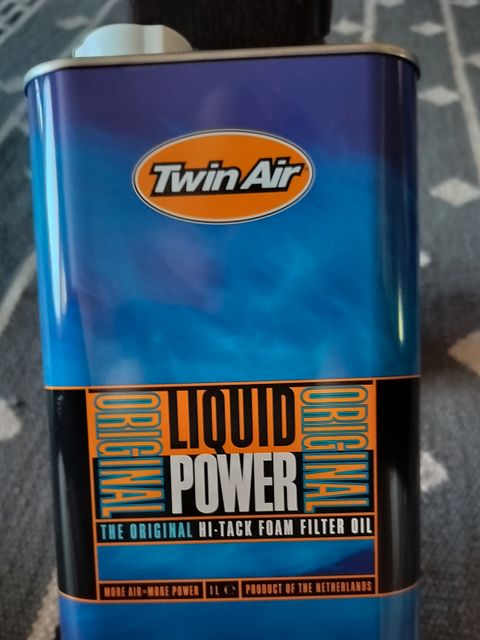 Twin Air
ORIGINAL
LIQUID
POWER
ORIGINAL
THE ORIGINAL HI-TACK FOAM FILTER OIL
MORE AIR=MORE POWER 1L ℮ PRODUCT OF THE NETHERLANDS